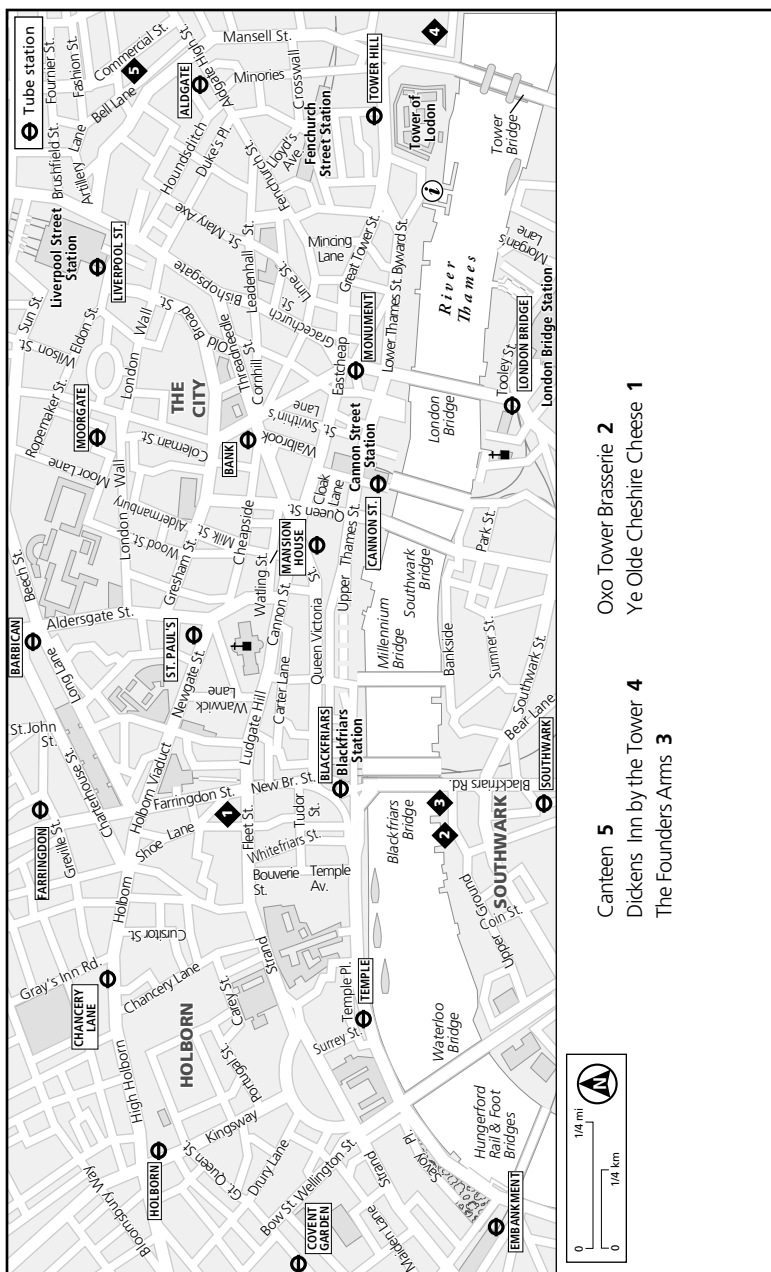 Tube station
Fournier St.
Fashion St.
Commercial St.
Brushfield St.
Artillery Lane
Bell Lane
5
ALDGATE
Aldgate High St.
Mansell St.
Minories
Crosswall
4
Houndsditch
Duke's Pl.
Lloyd's Ave.
Fenchurch
Street Station
Fenchurch St.
TOWER HILL
Tower of
Lodon
Tower
Bridge
Liverpool Street
Station
LIVERPOOL ST.
Sun St.
Wilson St.
Eldon St.
St. Mary Axe
Bishopsgate
Leadenhall St.
Lime St.
Mincing
Lane
Great Tower St.
Byward St.
Lower Thames St.
i
River
Thames
Morgan's
Lane
London Wall
Old Broad St.
Threadneedle
Cornhill
Gracechurch St.
Eastcheap
MONUMENT
Tooley St.
LONDON BRIDGE
London Bridge Station
London
Bridge
Ropemaker St.
MOORGATE
Moor Lane
THE
CITY
Coleman St.
BANK
Walbrook
St. Swithin's
Lane
Cannon Street
Station
CANNON ST.
Cloak
Lane
Queen St.
London
Wall
Aldermanbury
Wood St.
Milk St.
Gresham St.
Cheapside
Watling St.
MANSION
HOUSE
Cannon St.
Queen Victoria
Upper Thames St.
Southwark
Bridge
Millennium
Bridge
Park St.
Bankside
Sumner St.
Southwark St.
Bear Lane
Beech St.
BARBICAN
Aldersgate St.
Long Lane
ST. PAUL'S
Newgate St.
Warwick
Lane
Ludgate Hill
Carter Lane
St. John
St.
Charterhouse St.
Holborn Viaduct
Farringdon St.
New Br. St.
BLACKFRIARS
Blackfriars
Station
Blackfriars
Bridge
Blackfriars Rd.
SOUTHWARK
FARRINGDON
Greville St.
Shoe Lane
1
Fleet St.
Tudor
St.
Whitefriars St.
Bouverie
St.
Temple
Av.
3
2
SOUTHWARK
Upper Ground
Coin St.
Holborn
Cursitor St.
Gray's Inn Rd.
CHANCERY
LANE
Chancery Lane
Carey St.
Strand
Temple Pl.
TEMPLE
Surrey St.
Waterloo
Bridge
HOLBORN
High Holborn
Portugal St.
Kingsway
HOLBORN
Bloomsbury Way
Gt. Queen St.
Drury Lane
Bow St.
Wellington St.
COVENT
GARDEN
Maiden Lane
Strand
Savoy Pl.
Hungerford
Rail & Foot
Bridges
EMBANKMENT
0 1/4 mi
0 1/4 km
N
Canteen 5
Dickens Inn by the Tower 4
The Founders Arms 3
Oxo Tower Brasserie 2
Ye Olde Cheshire Cheese 1